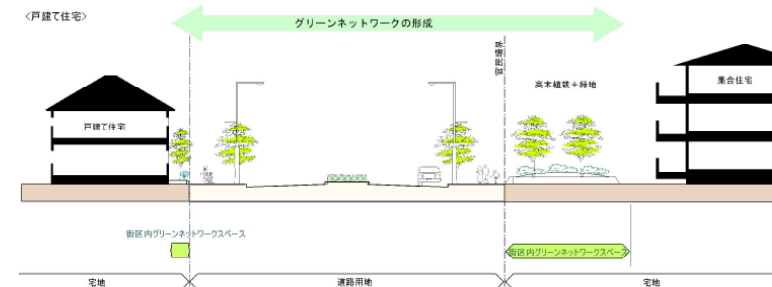 〈戸建て住宅〉
グリーンネットワークの形成
官民境界
高木植栽+緑地
集合住宅
戸建て住宅
街区内グリーンネットワークスペース
街区内グリーンネットワークスペース
宅地
道路用地
宅地